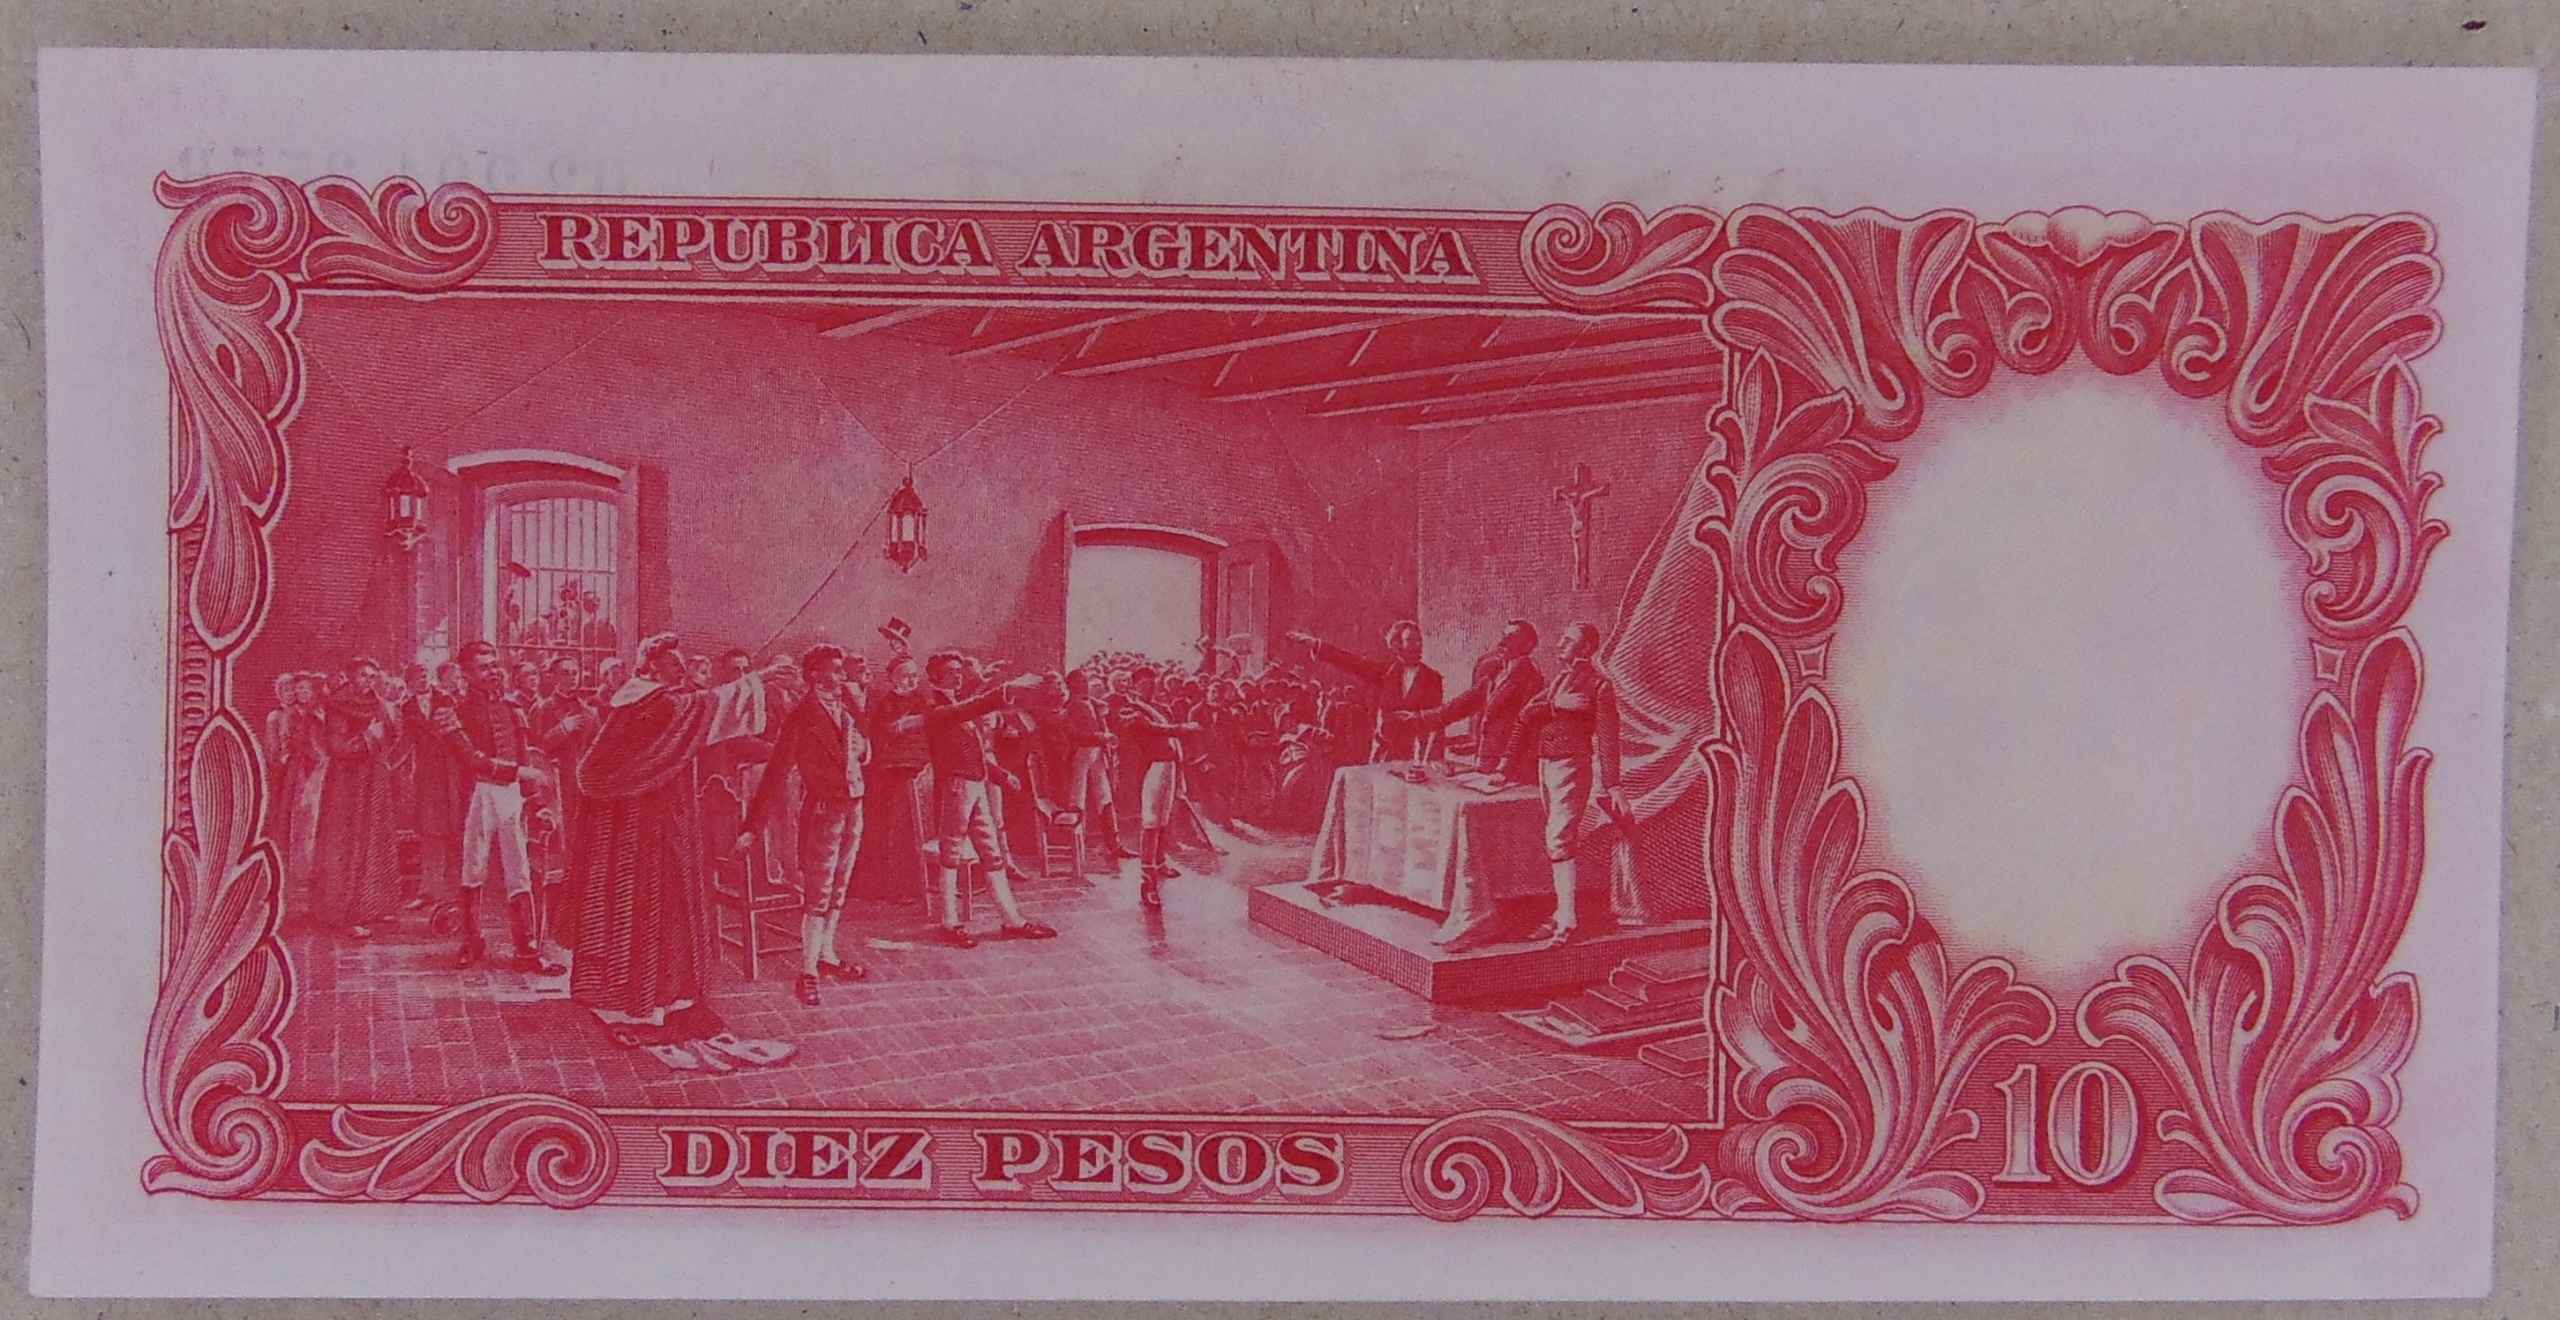 REPUBLICA ARGENTINA
DIEZ PESOS
10